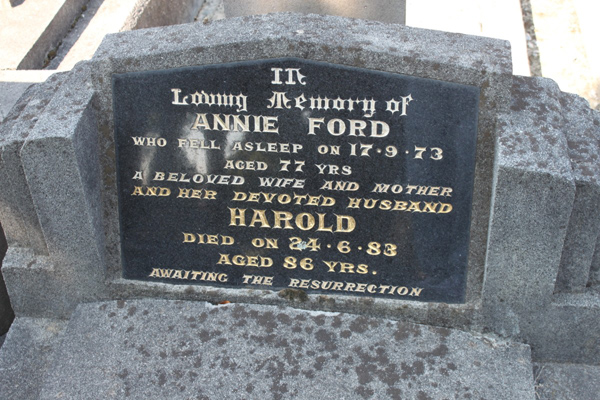 IN
Loving Memory of
ANNIE FORD
WHO FELL ASLEEP ON 17·9·73
AGED 77 YRS
A BELOVED WIFE AND MOTHER
AND HER DEVOTED HUSBAND
HAROLD
DIED ON 24·6·83
AGED 86 YRS.
AWAITING THE RESURRECTION